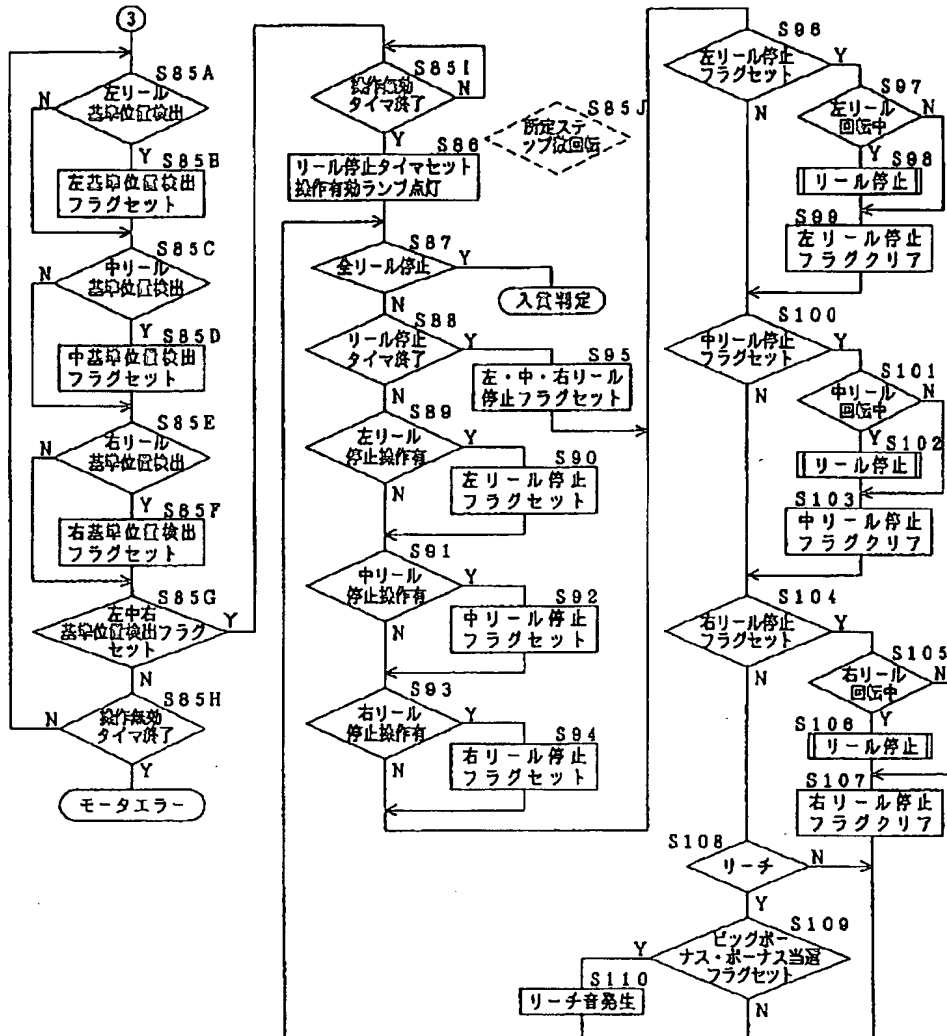 3
S85A
左リール
基準位置検出
N
Y
S85B
左基準位置検出
フラグセット
S85C
中リール
基準位置検出
N
Y
S85D
中基準位置検出
フラグセット
S85E
右リール
基準位置検出
N
Y
S85F
右基準位置検出
フラグセット
S85G
左中右
基準位置検出フラグ
セット
Y
N
S85H
操作無効
タイマ終了
N
Y
モータエラー
S85I
操作無効
タイマ終了
N
Y
S85J
所定ステ
ップ数回転
S86
リール停止タイマセット
操作有効ランプ点灯
S87
全リール停止
Y
N
入賞判定
S88
リール停止
タイマ終了
Y
N
S95
左・中・右リール
停止フラグセット
S89
左リール
停止操作有
Y
N
S90
左リール停止
フラグセット
S91
中リール
停止操作有
Y
N
S92
中リール停止
フラグセット
S93
右リール
停止操作有
Y
N
S94
右リール停止
フラグセット
S96
左リール停止
フラグセット
Y
N
S97
左リール
回転中
N
Y
S98
リール停止
S99
左リール停止
フラグクリア
S100
中リール停止
フラグセット
Y
N
S101
中リール
回転中
N
Y
S102
リール停止
S103
中リール停止
フラグクリア
S104
右リール停止
フラグセット
Y
N
S105
右リール
回転中
N
Y
S106
リール停止
S107
右リール停止
フラグクリア
S108
リーチ
N
Y
S109
ビッグボー
ナス・ボーナス当選
フラグセット
Y
N
S110
リーチ音発生